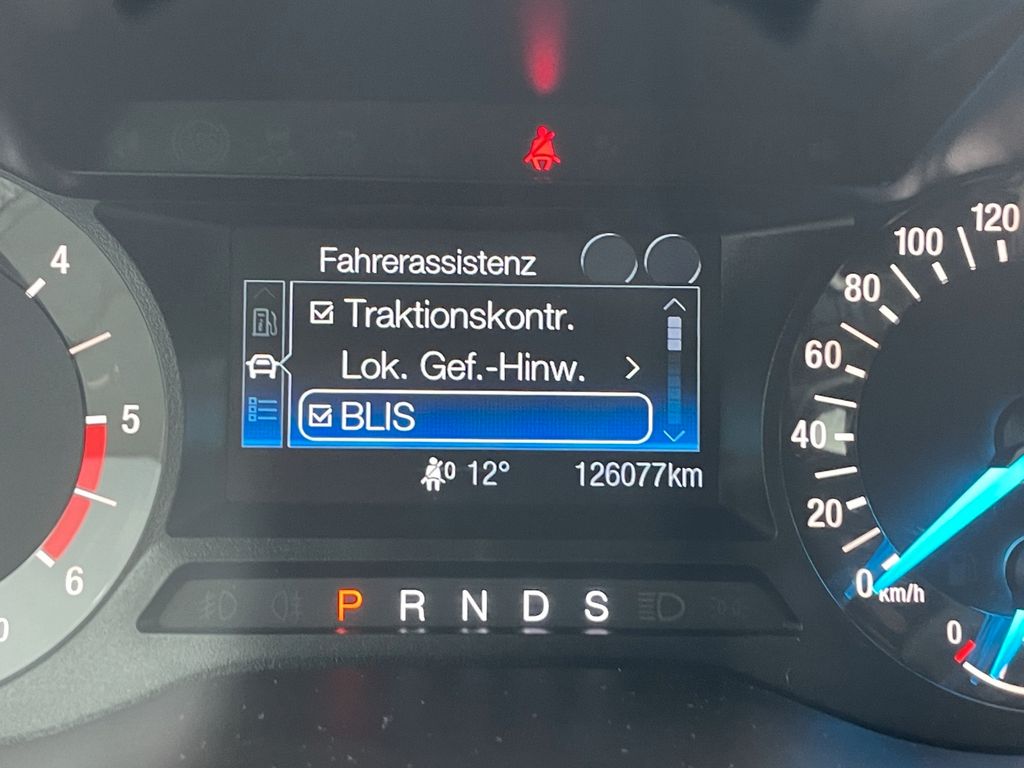 Fahrerassistenz
Traktionskontr.
Lok. Gef.-Hinw. >
BLIS
0 12° 126077km
P R N D S
4
5
6
0
120
100
80
60
40
20
0
km/h
0